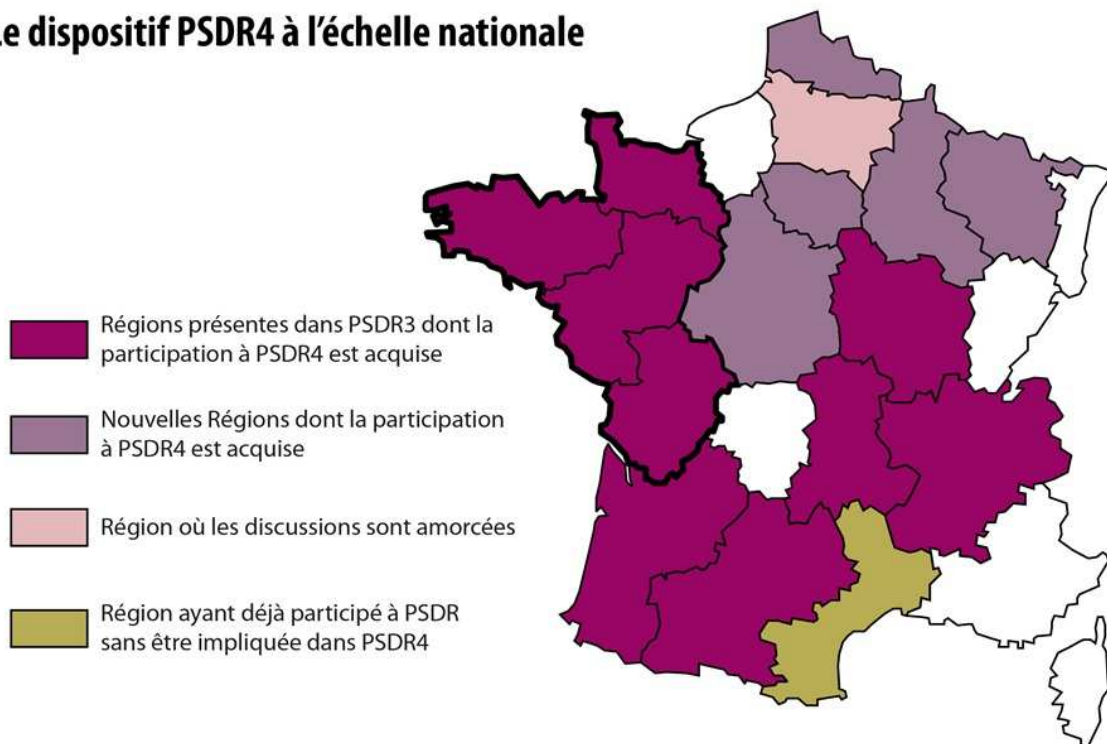 e dispositif PSDR4 à l’échelle nationale
Régions présentes dans PSDR3 dont la
participation à PSDR4 est acquise
Nouvelles Régions dont la participation
à PSDR4 est acquise
Région où les discussions sont amorcées
Région ayant déjà participé à PSDR
sans être impliquée dans PSDR4